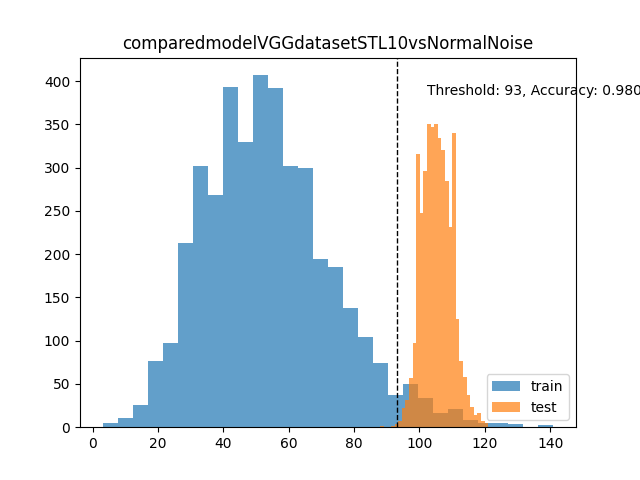 comparedmodelVGGdatasetSTL10vsNormalNoise
Threshold: 93, Accuracy: 0.980
400
350
300
250
200
150
100
50
0
train
test
0 20 40 60 80 100 120 140